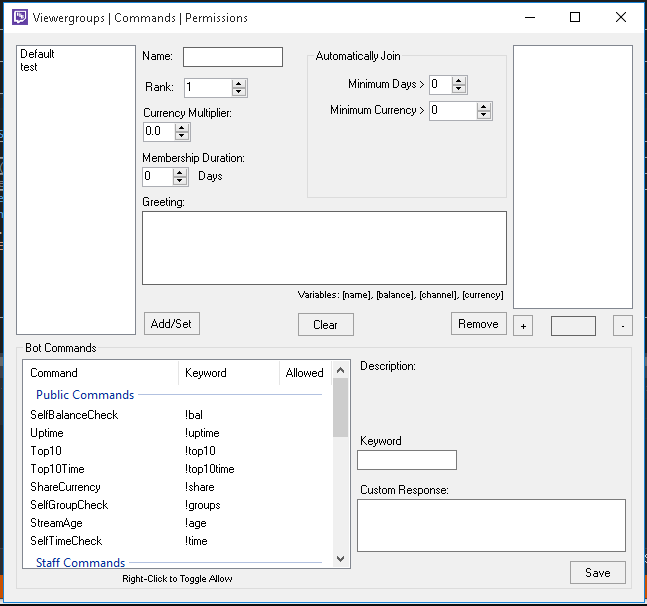 Viewergroups | Commands | Permissions
Default
test
Name:
Rank: 1
Currency Multiplier:
0.0
Membership Duration:
0 Days
Automatically Join
Minimum Days > 0
Minimum Currency > 0
Greeting:
Variables: [name], [balance], [channel], [currency]
Add/Set Clear Remove + -
Bot Commands
Command Keyword Allowed
Public Commands
SelfBalanceCheck !bal
Uptime !uptime
Top10 !top10
Top10Time !top10time
ShareCurrency !share
SelfGroupCheck !groups
StreamAge !age
SelfTimeCheck !time
Staff Commands
Right-Click to Toggle Allow
Description:
Keyword
Custom Response:
Save